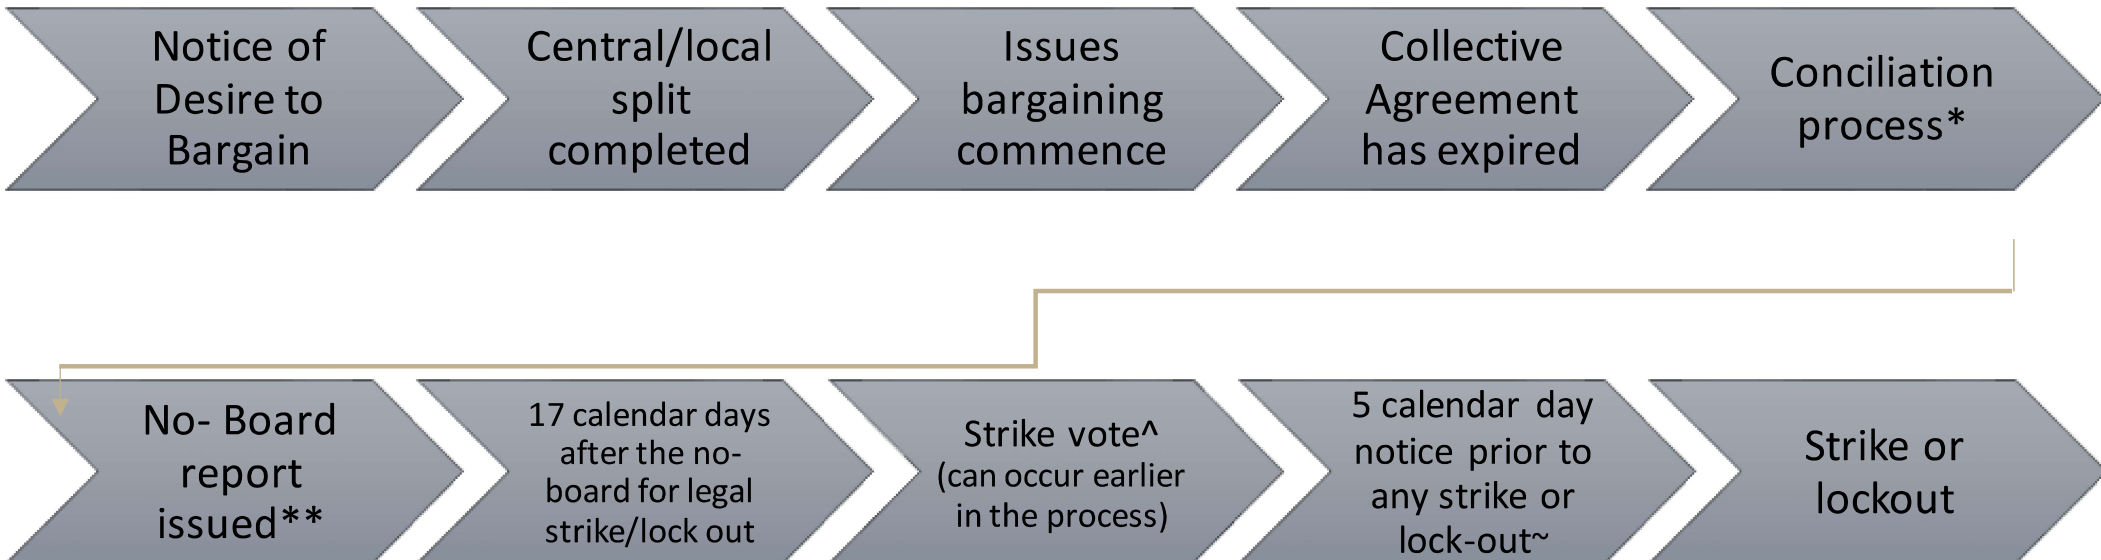 Notice of
Desire to
Bargain
Central/local
split
completed
Issues
bargaining
commence
Collective
Agreement
has expired
Conciliation
process*
No- Board
report
issued**
17 calendar days
after the no-
board for legal
strike/lock out
Strike vote^
(can occur earlier
in the process)
5 calendar day
notice prior to
any strike or
lock-out~
Strike or
lockout